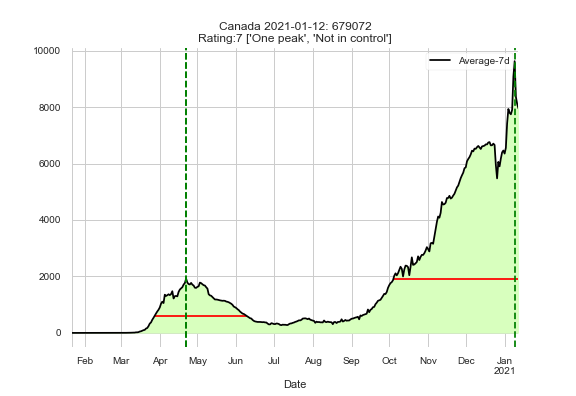 Canada 2021-01-12: 679072
Rating:7 ['One peak', 'Not in control']
Average-7d
10000
8000
6000
4000
2000
0
Feb Mar Apr May Jun Jul Aug Sep Oct Nov Dec Jan
2021
Date